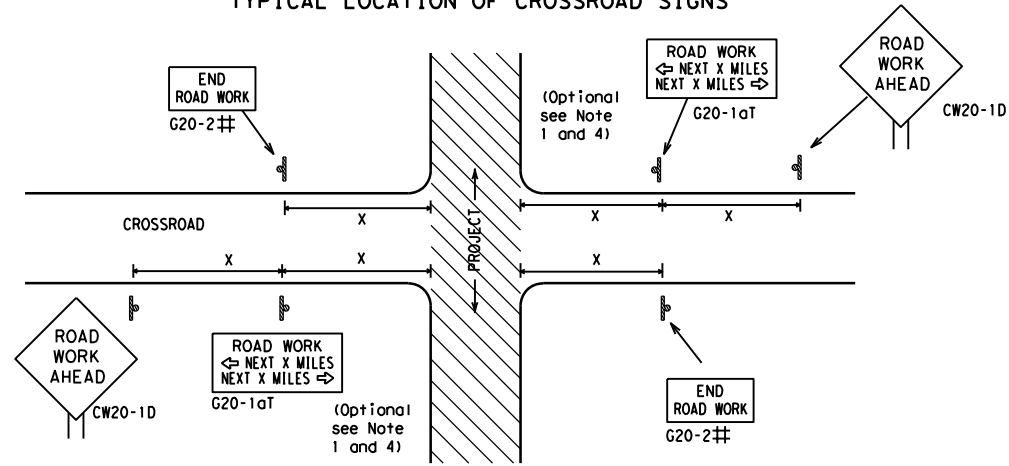 TYPICAL LOCATION OF CROSSROAD SIGNS
END
ROAD WORK
G20-2#
(Optional
see Note
1 and 4)
ROAD WORK
⇦ NEXT X MILES
NEXT X MILES ⇨
G20-1aT
ROAD
WORK
AHEAD
CW20-1D
X
X
X
CROSSROAD
PROJECT
X
X
X
ROAD
WORK
AHEAD
CW20-1D
ROAD WORK
⇦ NEXT X MILES
NEXT X MILES ⇨
G20-1aT
(Optional
see Note
1 and 4)
END
ROAD WORK
G20-2#